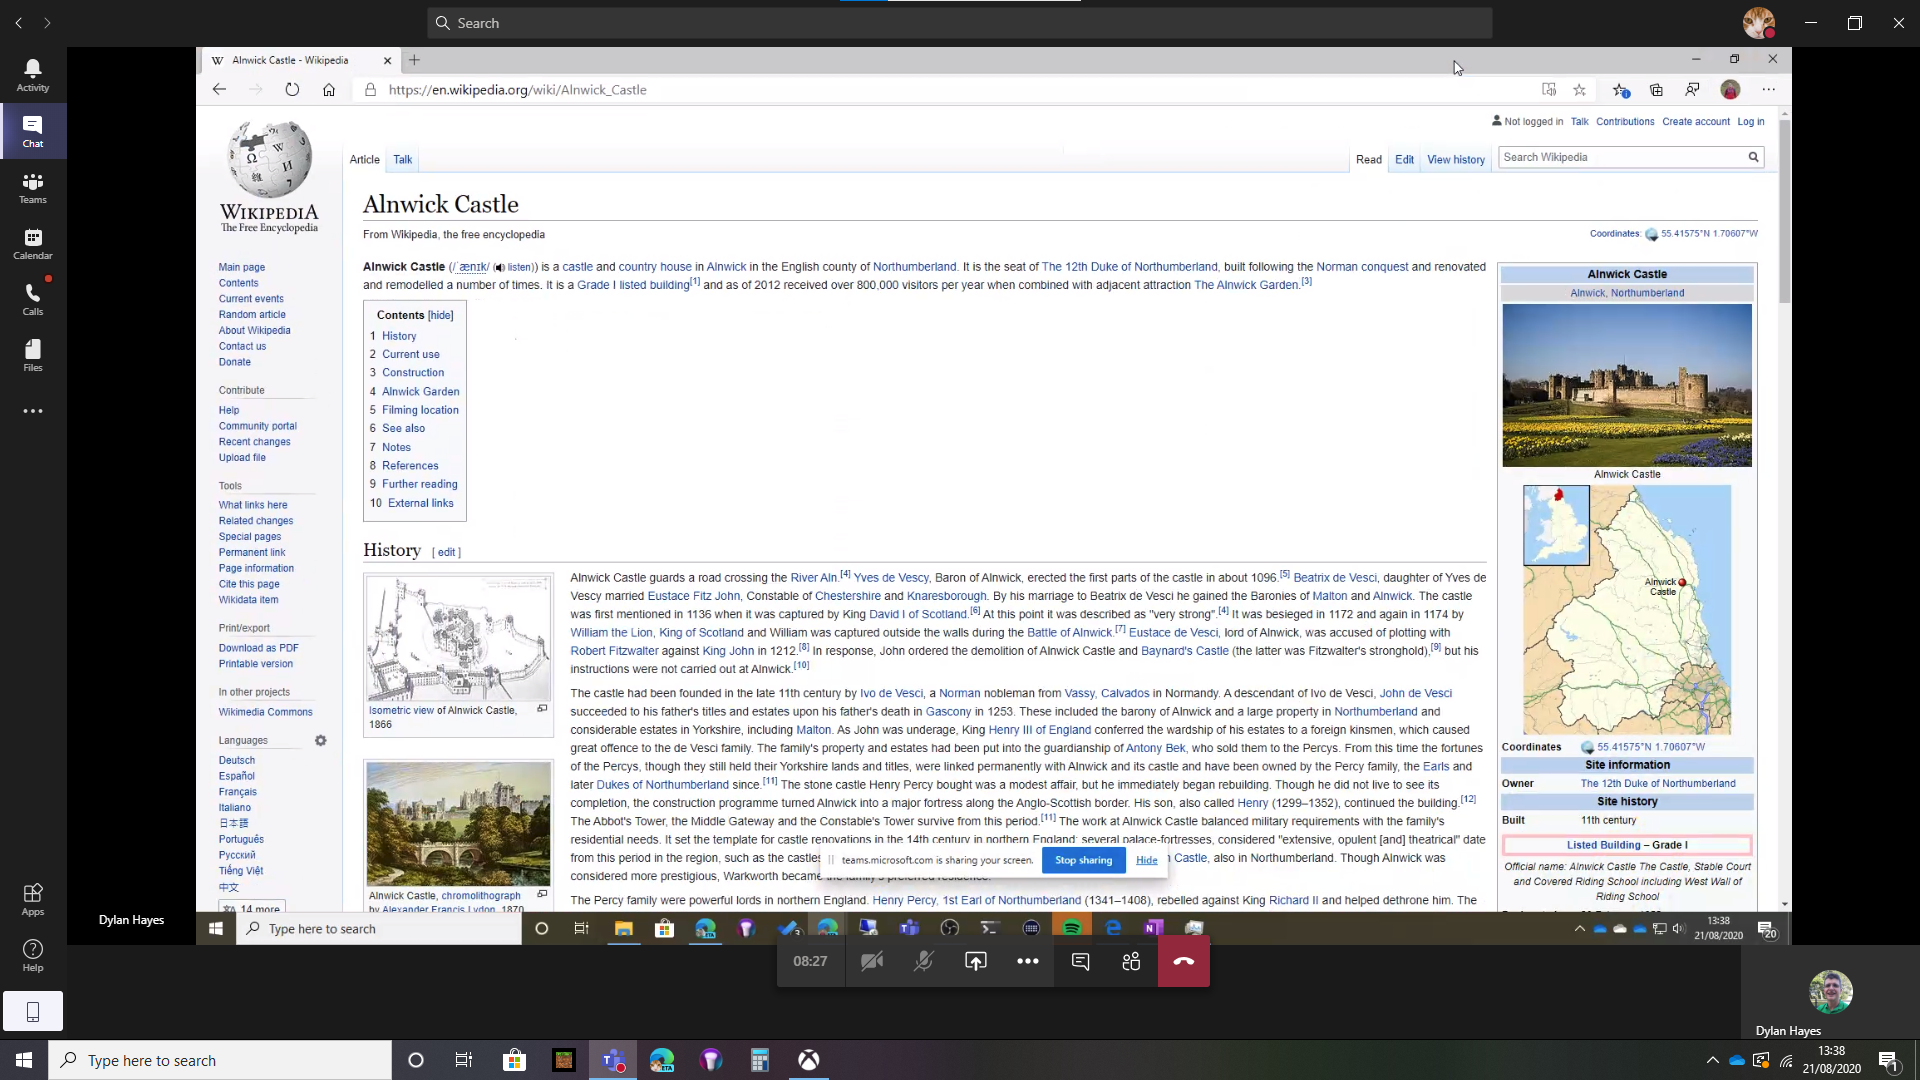 Search
Activity
Chat
Teams
Calendar
Calls
Files
Apps
Help
Alnwick Castle - Wikipedia
https://en.wikipedia.org/wiki/Alnwick_Castle
Not logged in Talk Contributions Create account Log in
Article Talk
Read Edit View history
Search Wikipedia
WIKIPEDIA
The Free Encyclopedia
Main page
Contents
Current events
Random article
About Wikipedia
Contact us
Donate
Contribute
Help
Community portal
Recent changes
Upload file
Tools
What links here
Related changes
Special pages
Permanent link
Page information
Cite this page
Wikidata item
Print/export
Download as PDF
Printable version
In other projects
Wikimedia Commons
Languages
Deutsch
Español
Français
Italiano
日本語
Português
Русский
Tiếng Việt
中文
14 more
Alnwick Castle
From Wikipedia, the free encyclopedia
Coordinates: 55.41575°N 1.70607°W
Alnwick Castle (/ˈænɪk/ (listen)) is a castle and country house in Alnwick in the English county of Northumberland. It is the seat of The 12th Duke of Northumberland, built following the Norman conquest and renovated
and remodelled a number of times. It is a Grade I listed building[1] and as of 2012 received over 800,000 visitors per year when combined with adjacent attraction The Alnwick Garden.[3]
Contents [hide]
1 History
2 Current use
3 Construction
4 Alnwick Garden
5 Filming location
6 See also
7 Notes
8 References
9 Further reading
10 External links
History [ edit ]
Isometric view of Alnwick Castle,
1866
Alnwick Castle, chromolithograph
by Alexander Francis Lydon, 1870
Alnwick Castle guards a road crossing the River Aln.[4] Yves de Vescy, Baron of Alnwick, erected the first parts of the castle in about 1096.[5] Beatrix de Vesci, daughter of Yves de
Vescy married Eustace Fitz John, Constable of Chestershire and Knaresborough. By his marriage to Beatrix de Vesci he gained the Baronies of Malton and Alnwick. The castle
was first mentioned in 1136 when it was captured by King David I of Scotland.[6] At this point it was described as "very strong".[4] It was besieged in 1172 and again in 1174 by
William the Lion, King of Scotland and William was captured outside the walls during the Battle of Alnwick.[7] Eustace de Vesci, lord of Alnwick, was accused of plotting with
Robert Fitzwalter against King John in 1212.[8] In response, John ordered the demolition of Alnwick Castle and Baynard's Castle (the latter was Fitzwalter's stronghold),[9] but his
instructions were not carried out at Alnwick.[10]
The castle had been founded in the late 11th century by Ivo de Vesci, a Norman nobleman from Vassy, Calvados in Normandy. A descendant of Ivo de Vesci, John de Vesci
succeeded to his father's titles and estates upon his father's death in Gascony in 1253. These included the barony of Alnwick and a large property in Northumberland and
considerable estates in Yorkshire, including Malton. As John was underage, King Henry III of England conferred the wardship of his estates to a foreign kinsmen, which caused
great offence to the de Vesci family. The family's property and estates had been put into the guardianship of Antony Bek, who sold them to the Percys. From this time the fortunes
of the Percys, though they still held their Yorkshire lands and titles, were linked permanently with Alnwick and its castle and have been owned by the Percy family, the Earls and
later Dukes of Northumberland since.[11] The stone castle Henry Percy bought was a modest affair, but he immediately began rebuilding. Though he did not live to see its
completion, the construction programme turned Alnwick into a major fortress along the Anglo-Scottish border. His son, also called Henry (1299–1352), continued the building.[12]
The Abbot's Tower, the Middle Gateway and the Constable's Tower survive from this period.[11] The work at Alnwick Castle balanced military requirements with the family's
residential needs. It set the template for castle renovations in the 14th century in northern England; several palace-fortresses, considered "extensive, opulent [and] theatrical" date
from this period in the region, such as the castles Castle, also in Northumberland. Though Alnwick was
considered more prestigious, Warkworth became the family's preferred residence.
The Percy family were powerful lords in northern England. Henry Percy, 1st Earl of Northumberland (1341–1408), rebelled against King Richard II and helped dethrone him. The
teams.microsoft.com is sharing your screen. Stop sharing Hide
Alnwick Castle
Alnwick, Northumberland
Alnwick Castle
Alnwick
Castle
Coordinates 55.41575°N 1.70607°W
Site information
Owner The 12th Duke of Northumberland
Site history
Built 11th century
Listed Building – Grade I
Official name: Alnwick Castle The Castle, Stable Court
and Covered Riding School including West Wall of
Riding School
Dylan Hayes
Type here to search
13:38
21/08/2020
20
08:27
Dylan Hayes
Type here to search
13:38
21/08/2020
1